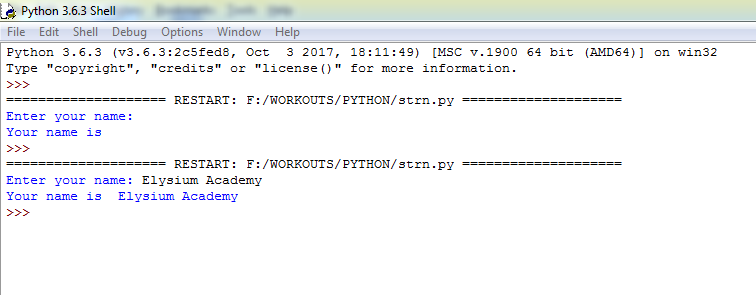 Python 3.6.3 Shell
File Edit Shell Debug Options Window Help
Python 3.6.3 (v3.6.3:2c5fed8, Oct  3 2017, 18:11:49) [MSC v.1900 64 bit (AMD64)] on win32
Type "copyright", "credits" or "license()" for more information.
>>>
==================== RESTART: F:/WORKOUTS/PYTHON/strn.py ====================
Enter your name:
Your name is
>>>
==================== RESTART: F:/WORKOUTS/PYTHON/strn.py ====================
Enter your name: Elysium Academy
Your name is  Elysium Academy
>>>